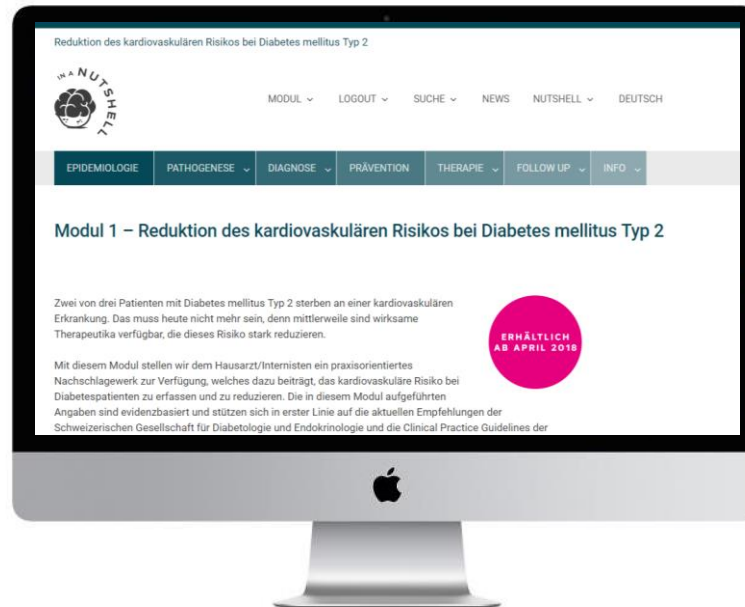 Reduktion des kardiovaskulären Risikos bei Diabetes mellitus Typ 2
IN A NUTSHELL
MODUL
LOGOUT
SUCHE
NEWS
NUTSHELL
DEUTSCH
EPIDEMIOLOGIE
PATHOGENESE
DIAGNOSE
PRÄVENTION
THERAPIE
FOLLOW UP
INFO
Modul 1 – Reduktion des kardiovaskulären Risikos bei Diabetes mellitus Typ 2
Zwei von drei Patienten mit Diabetes mellitus Typ 2 sterben an einer kardiovaskulären
Erkrankung. Das muss heute nicht mehr sein, denn mittlerweile sind wirksame
Therapeutika verfügbar, die dieses Risiko stark reduzieren.
ERHÄLTLICH
AB APRIL 2018
Mit diesem Modul stellen wir dem Hausarzt/Internisten ein praxisorientiertes
Nachschlagewerk zur Verfügung, welches dazu beiträgt, das kardiovaskuläre Risiko bei
Diabetespatienten zu erfassen und zu reduzieren. Die in diesem Modul aufgeführten
Angaben sind evidenzbasiert und stützen sich in erster Linie auf die aktuellen Empfehlungen der
Schweizerischen Gesellschaft für Diabetologie und Endokrinologie und die Clinical Practice Guidelines der